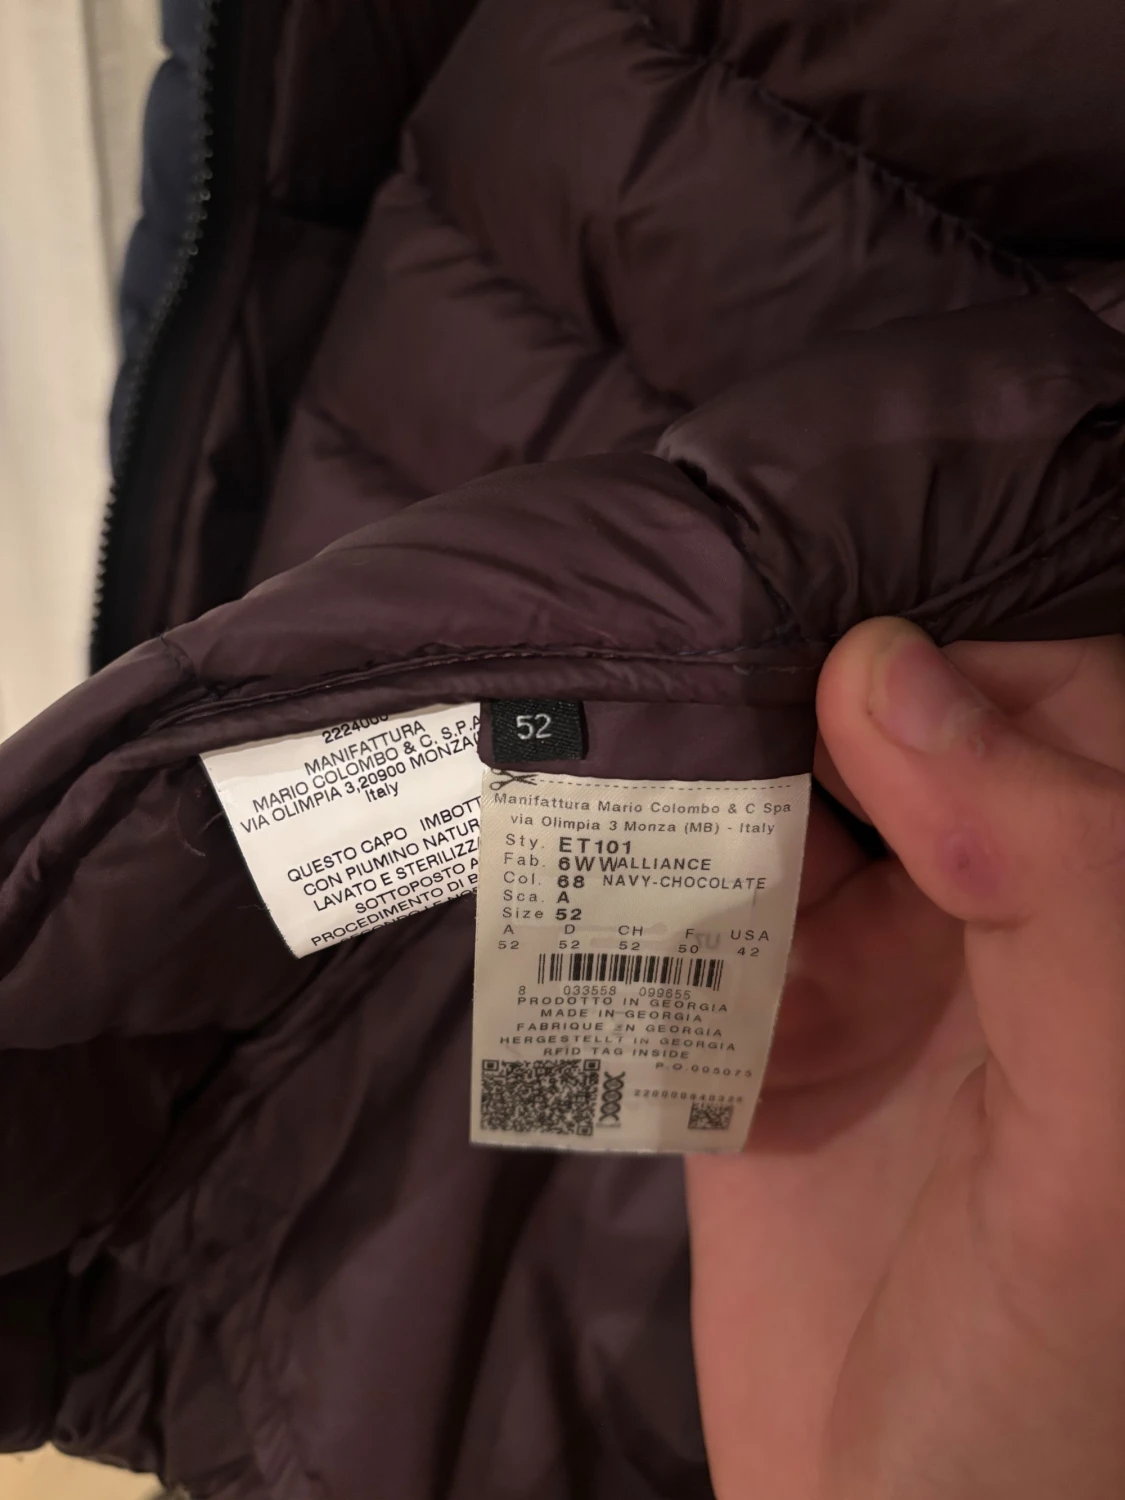 MANIFATTURA
MARIO COLOMBO & C. S.P.A
VIA OLIMPIA 3,20900 MONZA
Italy
QUESTO CAPO IMBOTT
CON PIUMINO NATUR
LAVATO E STERILIZZ
SOTTOPOSTO A
PROCEDIMENTO DI B
52
Manifattura Mario Colombo & C Spa
via Olimpia 3 Monza (MB) - Italy
Sty. ET101
Fab. 6WW ALLIANCE
Col. 68 NAVY-CHOCOLATE
Sca. A
Size 52
A D CH F USA
52 52 52 50 42
8 033558 099655
PRODOTTO IN GEORGIA
MADE IN GEORGIA
FABRIQUE EN GEORGIA
HERGESTELLT IN GEORGIA
RFID TAG INSIDE
P.O.005075